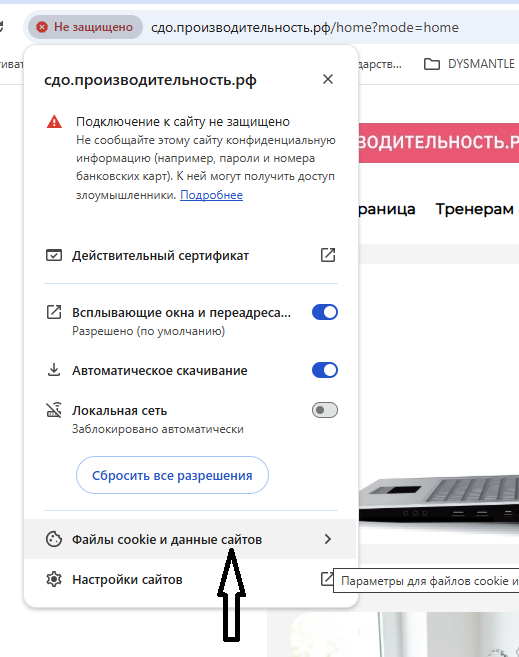 Не защищено
сдо.производительность.рф/home?mode=home
дарств...
DYSMANTLE
сдо.производительность.рф
Подключение к сайту не защищено
Не сообщайте этому сайту конфиденциальную
информацию (например, пароли и номера
банковских карт). К ней могут получить доступ
злоумышленники. Подробнее
ВОДИТЕЛЬНОСТЬ.Р
раница
Тренерам
Действительный сертификат
Всплывающие окна и переадреса...
Разрешено (по умолчанию)
Автоматическое скачивание
Локальная сеть
Заблокировано автоматически
Сбросить все разрешения
Файлы cookie и данные сайтов
Настройки сайтов
Параметры для файлов cookie и